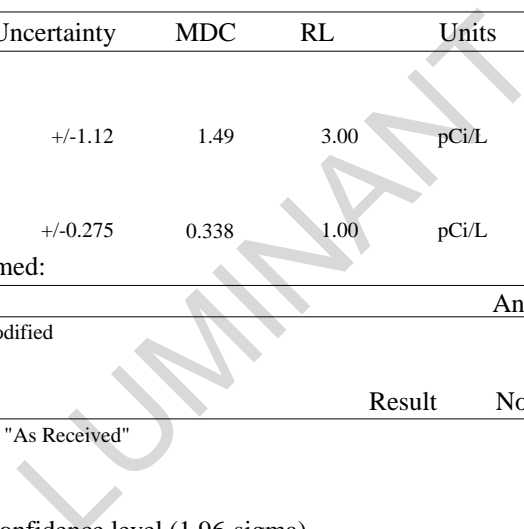 Uncertainty MDC RL Units
+/-1.12 1.49 3.00 pCi/L
+/-0.275 0.338 1.00 pCi/L
med:
An
odified
Result No
"As Received"
onfidence level (1.96-sigma)
LUMINANT